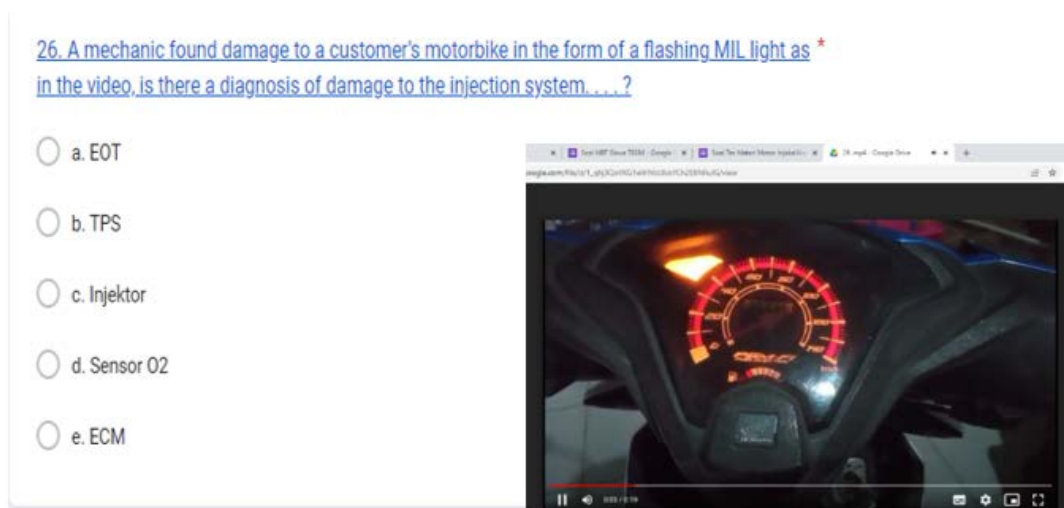 26. A mechanic found damage to a customer's motorbike in the form of a flashing MIL light as *
in the video, is there a diagnosis of damage to the injection system. . . . ?
a. EOT
b. TPS
c. Injektor
d. Sensor O2
e. ECM